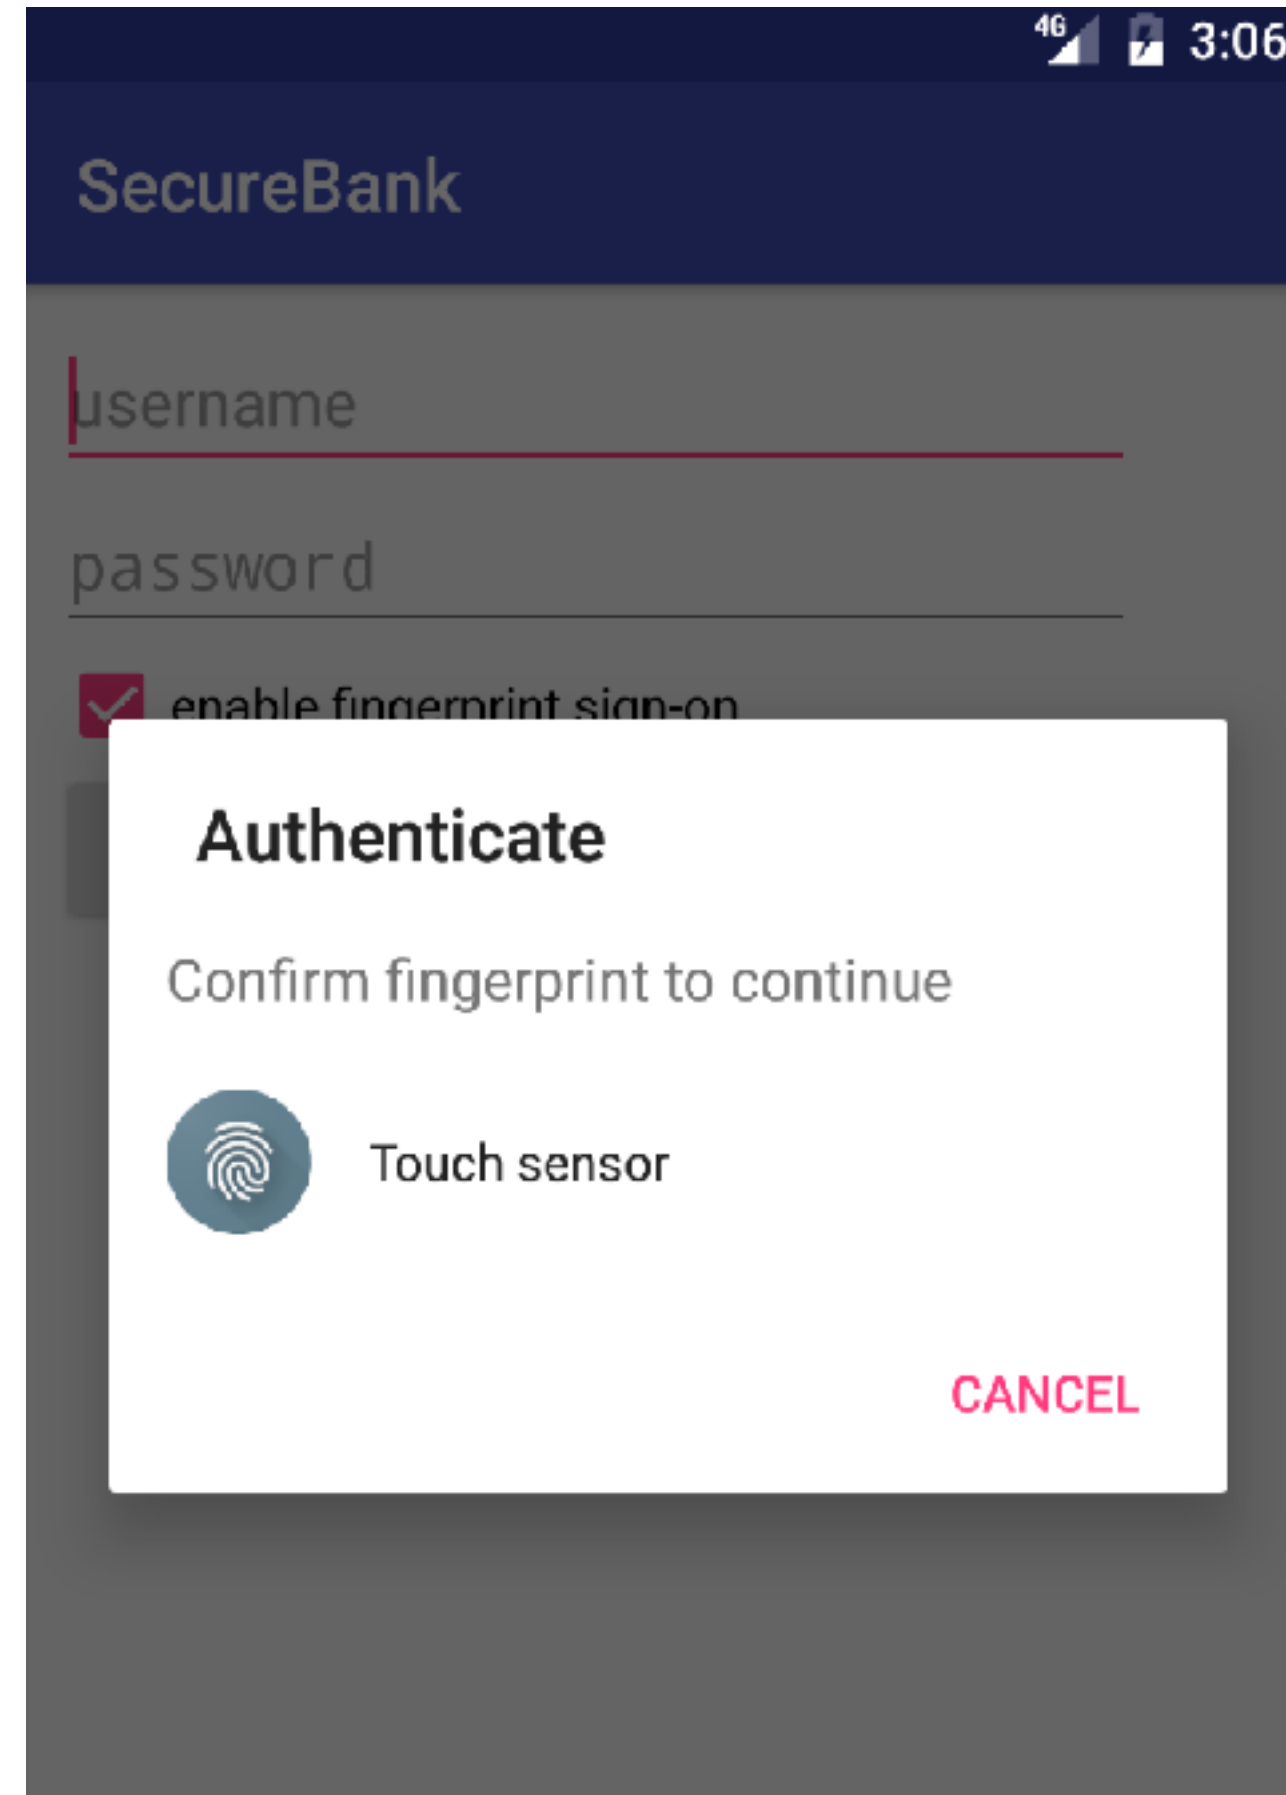 4G 3:06
SecureBank
username
password
enable fingerprint sign-on
Authenticate
Confirm fingerprint to continue
Touch sensor
CANCEL